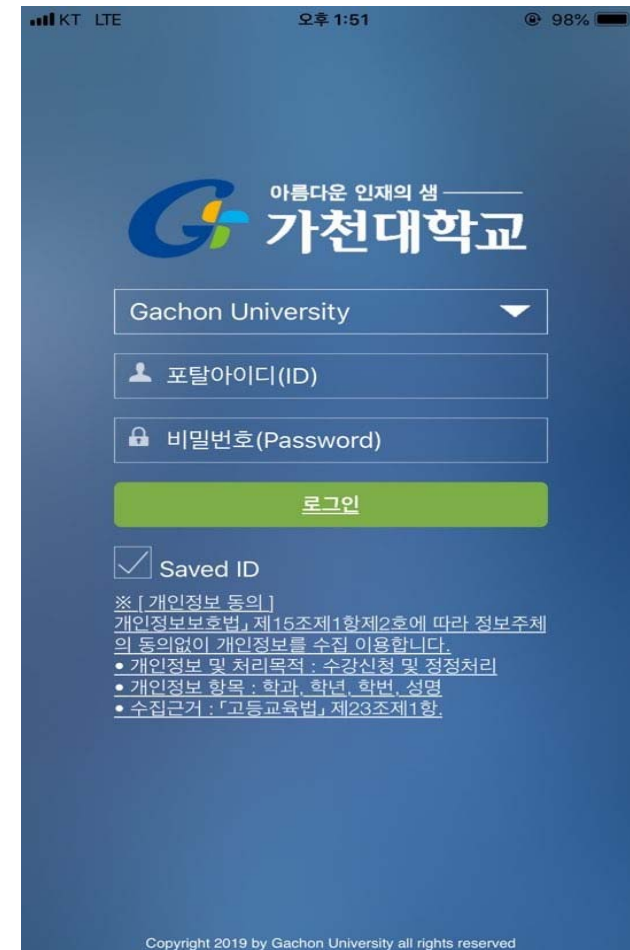 KT LTE 오후 1:51 98%
아름다운 인재의 샘
가천대학교
Gachon University
포탈아이디(ID)
비밀번호(Password)
로그인
Saved ID
※ [ 개인정보 동의 ]
개인정보보호법」 제15조제1항제2호에 따라 정보주체
의 동의없이 개인정보를 수집 이용합니다.
• 개인정보 및 처리목적 : 수강신청 및 정정처리
• 개인정보 항목 : 학과, 학년, 학번, 성명
• 수집근거 : 「고등교육법」 제23조제1항.
Copyright 2019 by Gachon University all rights reserved